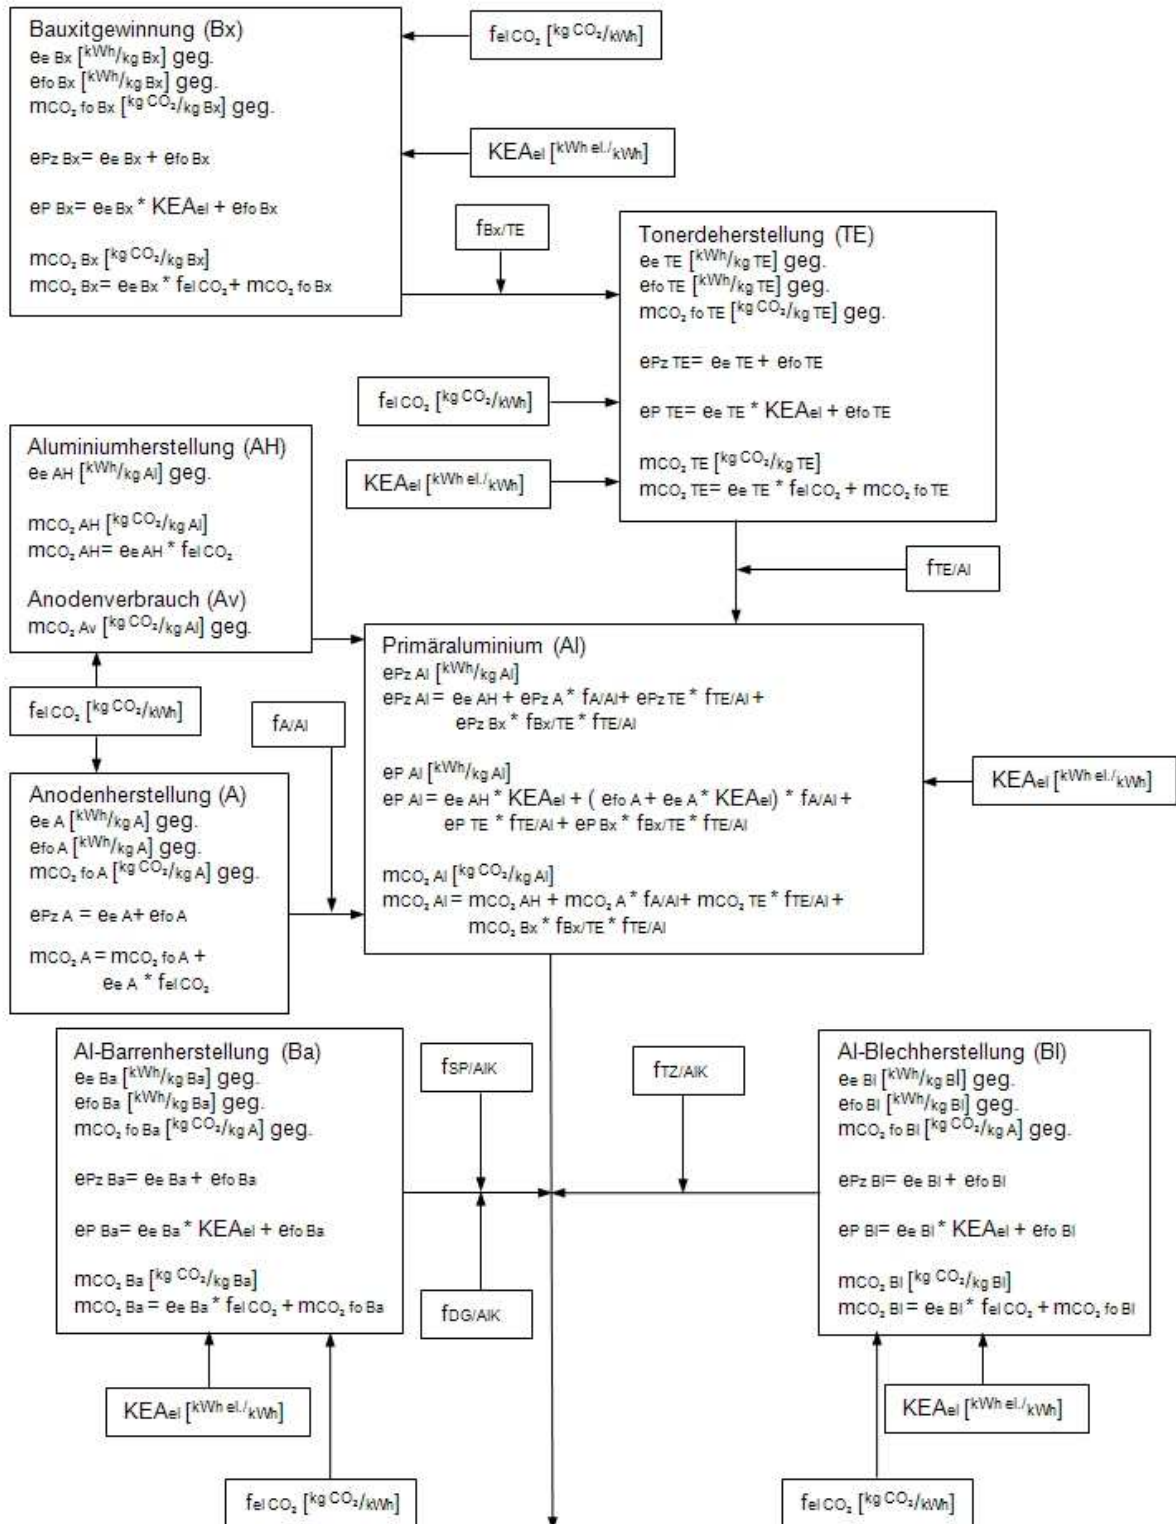 Bauxitgewinnung (Bx)
ee Bx [kWh/kg Bx] geg.
efo Bx [kWh/kg Bx] geg.
mCO₂ fo Bx [kg CO₂/kg Bx] geg.
ePz Bx= ee Bx + efo Bx
eP Bx= ee Bx * KEAel + efo Bx
mCO₂ Bx [kg CO₂/kg Bx]
mCO₂ Bx= ee Bx * fel CO₂+ mCO₂ fo Bx
fel CO₂ [kg CO₂/kWh]
KEAel [kWh el./kWh]
fBx/TE
Tonerdeherstellung (TE)
ee TE [kWh/kg TE] geg.
efo TE [kWh/kg TE] geg.
mCO₂ fo TE [kg CO₂/kg TE] geg.
ePz TE= ee TE + efo TE
eP TE= ee TE * KEAel + efo TE
mCO₂ TE [kg CO₂/kg TE]
mCO₂ TE= ee TE * fel CO₂ + mCO₂ fo TE
fel CO₂ [kg CO₂/kWh]
KEAel [kWh el./kWh]
Aluminiumherstellung (AH)
ee AH [kWh/kg Al] geg.
mCO₂ AH [kg CO₂/kg Al]
mCO₂ AH= ee AH * fel CO₂
Anodenverbrauch (Av)
mCO₂ Av [kg CO₂/kg Al] geg.
fTE/Al
fel CO₂ [kg CO₂/kWh]
fA/Al
Primäraluminium (Al)
ePz Al [kWh/kg Al]
ePz Al = ee AH + ePz A * fA/Al+ ePz TE * fTE/Al +
ePz Bx * fBx/TE * fTE/Al
eP Al [kWh/kg Al]
eP Al = ee AH * KEAel + ( efo A + ee A * KEAel) * fA/Al +
eP TE * fTE/Al + eP Bx * fBx/TE * fTE/Al
mCO₂ Al [kg CO₂/kg Al]
mCO₂ Al = mCO₂ AH + mCO₂ A * fA/Al+ mCO₂ TE * fTE/Al +
mCO₂ Bx * fBx/TE * fTE/Al
KEAel [kWh el./kWh]
Anodenherstellung (A)
ee A [kWh/kg A] geg.
efo A [kWh/kg A] geg.
mCO₂ fo A [kg CO₂/kg A] geg.
ePz A = ee A+ efo A
mCO₂ A = mCO₂ fo A +
ee A * fel CO₂
Al-Barrenherstellung (Ba)
ee Ba [kWh/kg Ba] geg.
efo Ba [kWh/kg Ba] geg.
mCO₂ fo Ba [kg CO₂/kg A] geg.
ePz Ba= ee Ba + efo Ba
eP Ba= ee Ba * KEAel + efo Ba
mCO₂ Ba [kg CO₂/kg Ba]
mCO₂ Ba = ee Ba * fel CO₂ + mCO₂ fo Ba
fSP/AlK
fTZ/AlK
fDG/AlK
Al-Blechherstellung (Bl)
ee Bl [kWh/kg Bl] geg.
efo Bl [kWh/kg Bl] geg.
mCO₂ fo Bl [kg CO₂/kg A] geg.
ePz Bl= ee Bl + efo Bl
eP Bl= ee Bl * KEAel + efo Bl
mCO₂ Bl [kg CO₂/kg Bl]
mCO₂ Bl = ee Bl * fel CO₂ + mCO₂ fo Bl
KEAel [kWh el./kWh]
fel CO₂ [kg CO₂/kWh]
KEAel [kWh el./kWh]
fel CO₂ [kg CO₂/kWh]